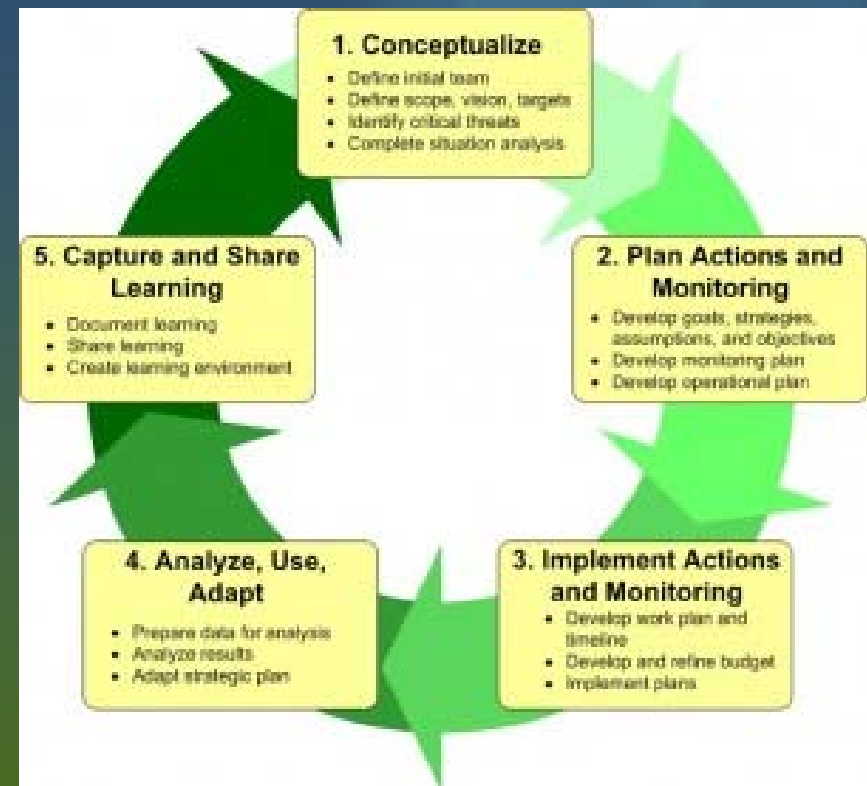 1. Conceptualize
• Define initial team
• Define scope, vision, targets
• Identify critical threats
• Complete situation analysis
2. Plan Actions and
Monitoring
• Develop goals, strategies,
assumptions, and objectives
• Develop monitoring plan
• Develop operational plan
3. Implement Actions
and Monitoring
• Develop work plan and
timeline
• Develop and refine budget
• Implement plans
4. Analyze, Use,
Adapt
• Prepare data for analysis
• Analyze results
• Adapt strategic plan
5. Capture and Share
Learning
• Document learning
• Share learning
• Create learning environment